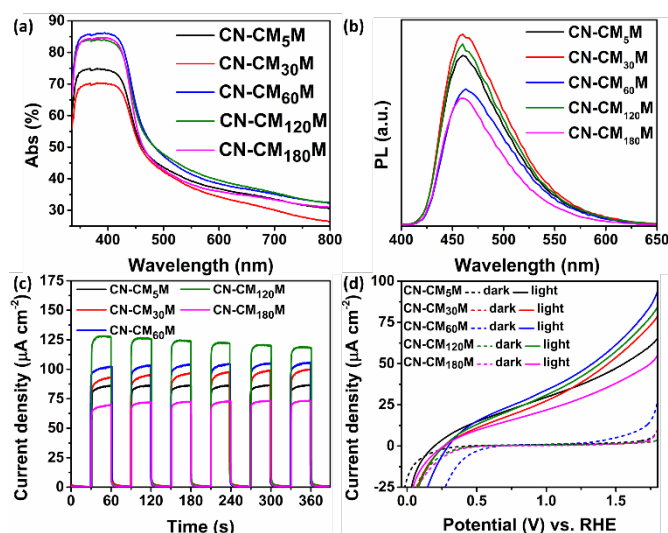 (a)
CN-CM₅M
CN-CM₃₀M
CN-CM₆₀M
CN-CM₁₂₀M
CN-CM₁₈₀M
Abs (%)
90
80
70
60
50
40
30
400 500 600 700 800
Wavelength (nm)
(b)
CN-CM₅M
CN-CM₃₀M
CN-CM₆₀M
CN-CM₁₂₀M
CN-CM₁₈₀M
PL (a.u.)
400 450 500 550 600 650
Wavelength (nm)
(c)
CN-CM₅M CN-CM₁₂₀M
CN-CM₃₀M CN-CM₁₈₀M
CN-CM₆₀M
Current density (μA cm⁻²)
175
150
125
100
75
50
25
0
0 60 120 180 240 300 360
Time (s)
(d)
CN-CM₅M dark light
CN-CM₃₀M dark light
CN-CM₆₀M dark light
CN-CM₁₂₀M dark light
CN-CM₁₈₀M dark light
Current density (μA cm⁻²)
100
75
50
25
0
-25
0.0 0.5 1.0 1.5
Potential (V) vs. RHE